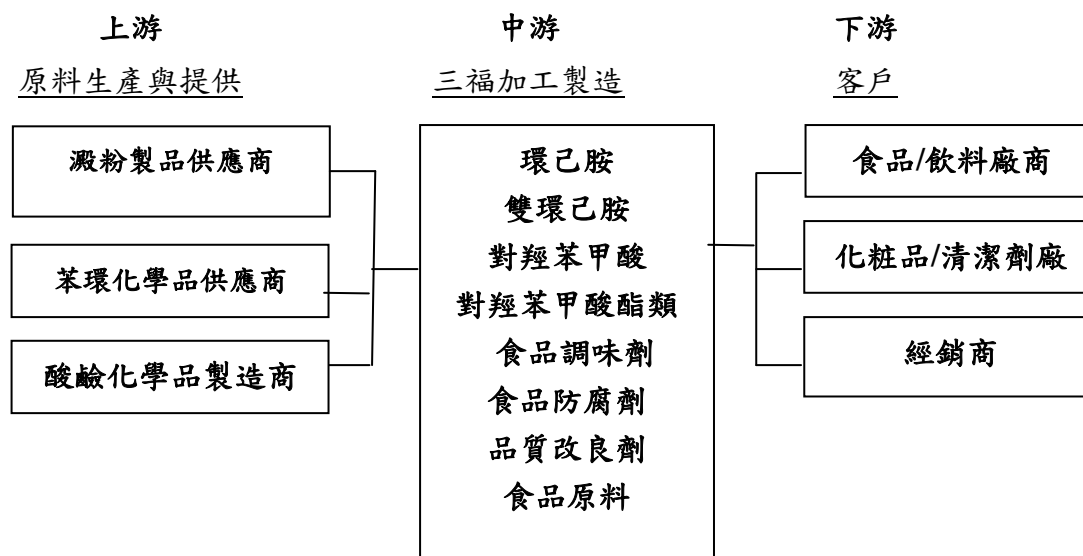 上游
原料生產與提供
澱粉製品供應商
苯環化學品供應商
酸鹼化學品製造商
中游
三福加工製造
環己胺
雙環己胺
對羥苯甲酸
對羥苯甲酸酯類
食品調味劑
食品防腐劑
品質改良劑
食品原料
下游
客戶
食品/飲料廠商
化粧品/清潔劑廠
經銷商